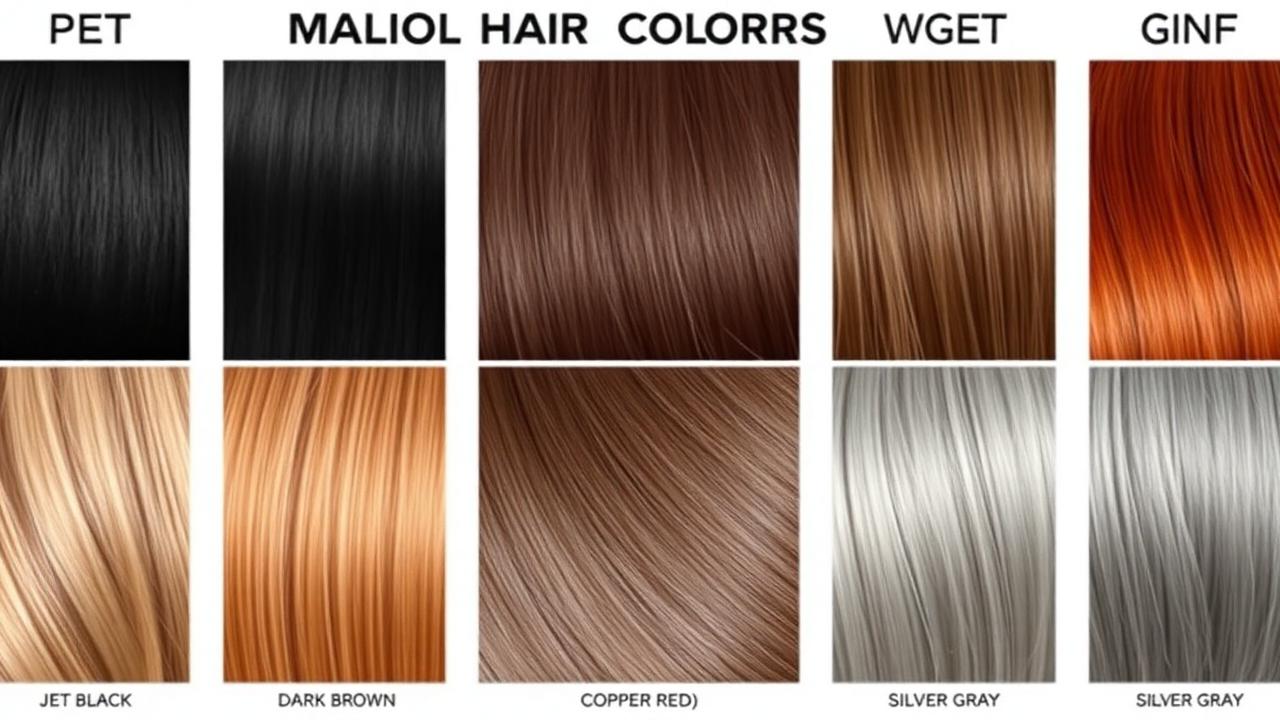 PET MALIOL HAIR COLORRS WGET GINF
JET BLACK DARK BROWN COPPER RED) SILVER GRAY SILVER GRAY